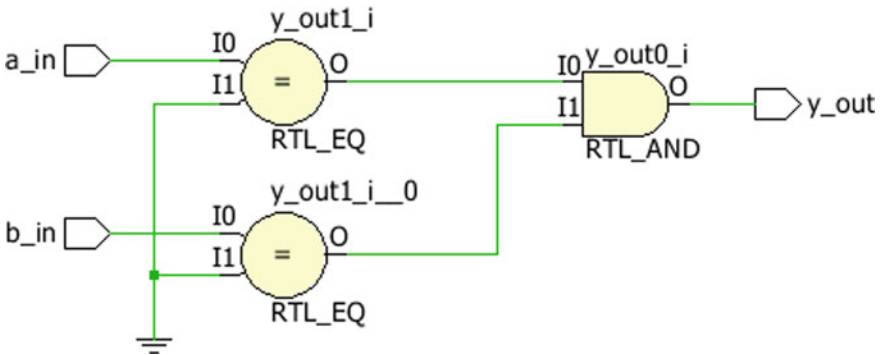 y_out1_i
a_in
I0
I1
=
O
RTL_EQ
y_out0_i
I0
I1
O
RTL_AND
y_out
y_out1_i__0
b_in
I0
I1
=
O
RTL_EQ